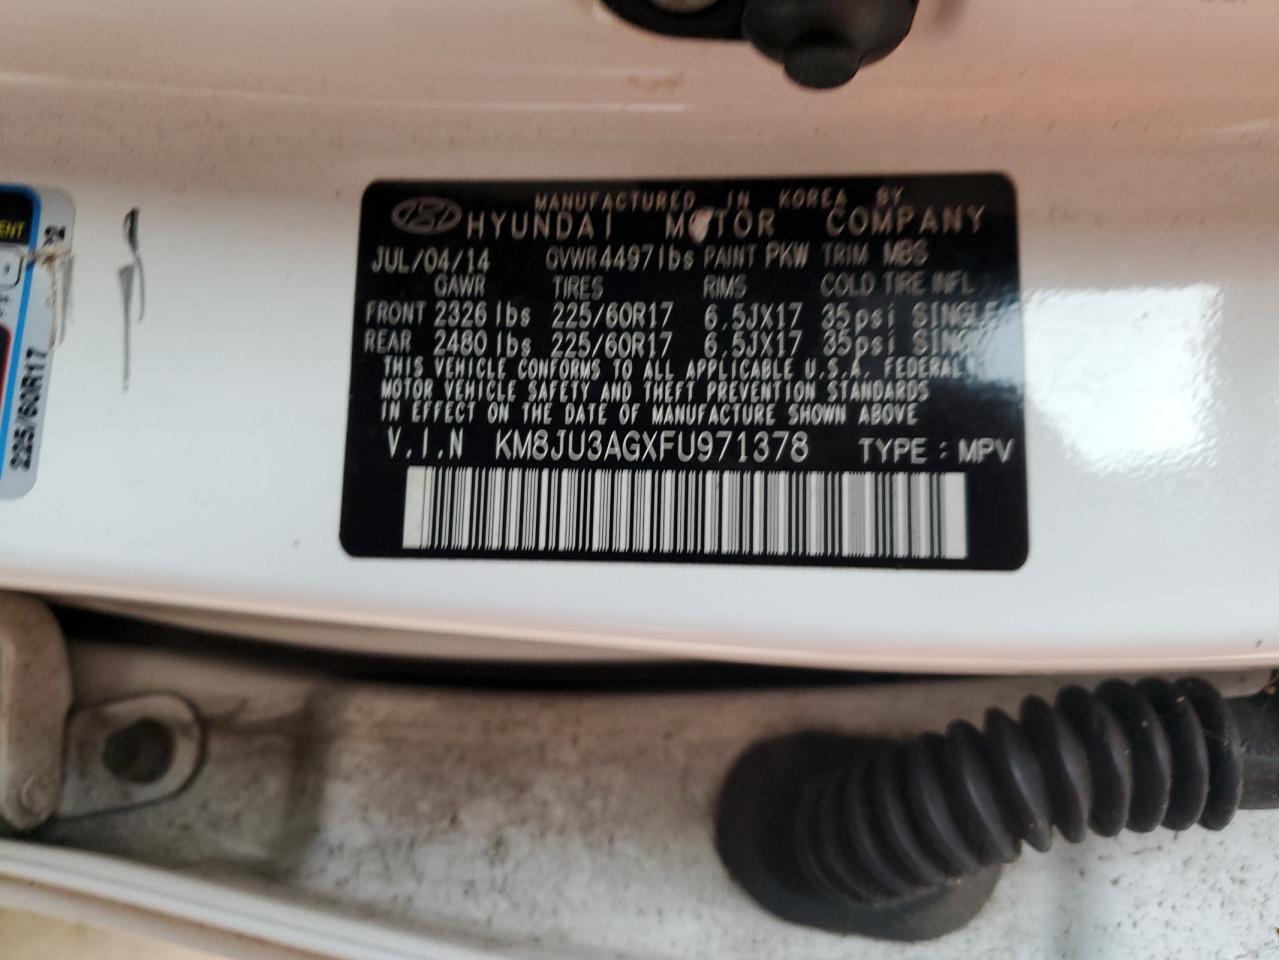 MANUFACTURED IN KOREA BY
HYUNDAI MOTOR COMPANY
JUL/04/14 GVWR 4497 lbs PAINT PKW TRIM MBS
GAWR TIRES RIMS COLD TIRE INFL
FRONT 2326 lbs 225/60R17 6.5JX17 35psi SINGLE
REAR 2480 lbs 225/60R17 6.5JX17 35psi
THIS VEHICLE CONFORMS TO ALL APPLICABLE U.S.A. FEDERAL
MOTOR VEHICLE SAFETY AND THEFT PREVENTION STANDARDS
IN EFFECT ON THE DATE OF MANUFACTURE SHOWN ABOVE
V.I.N KM8JU3AGXFU971378 TYPE : MPV
225/60R17